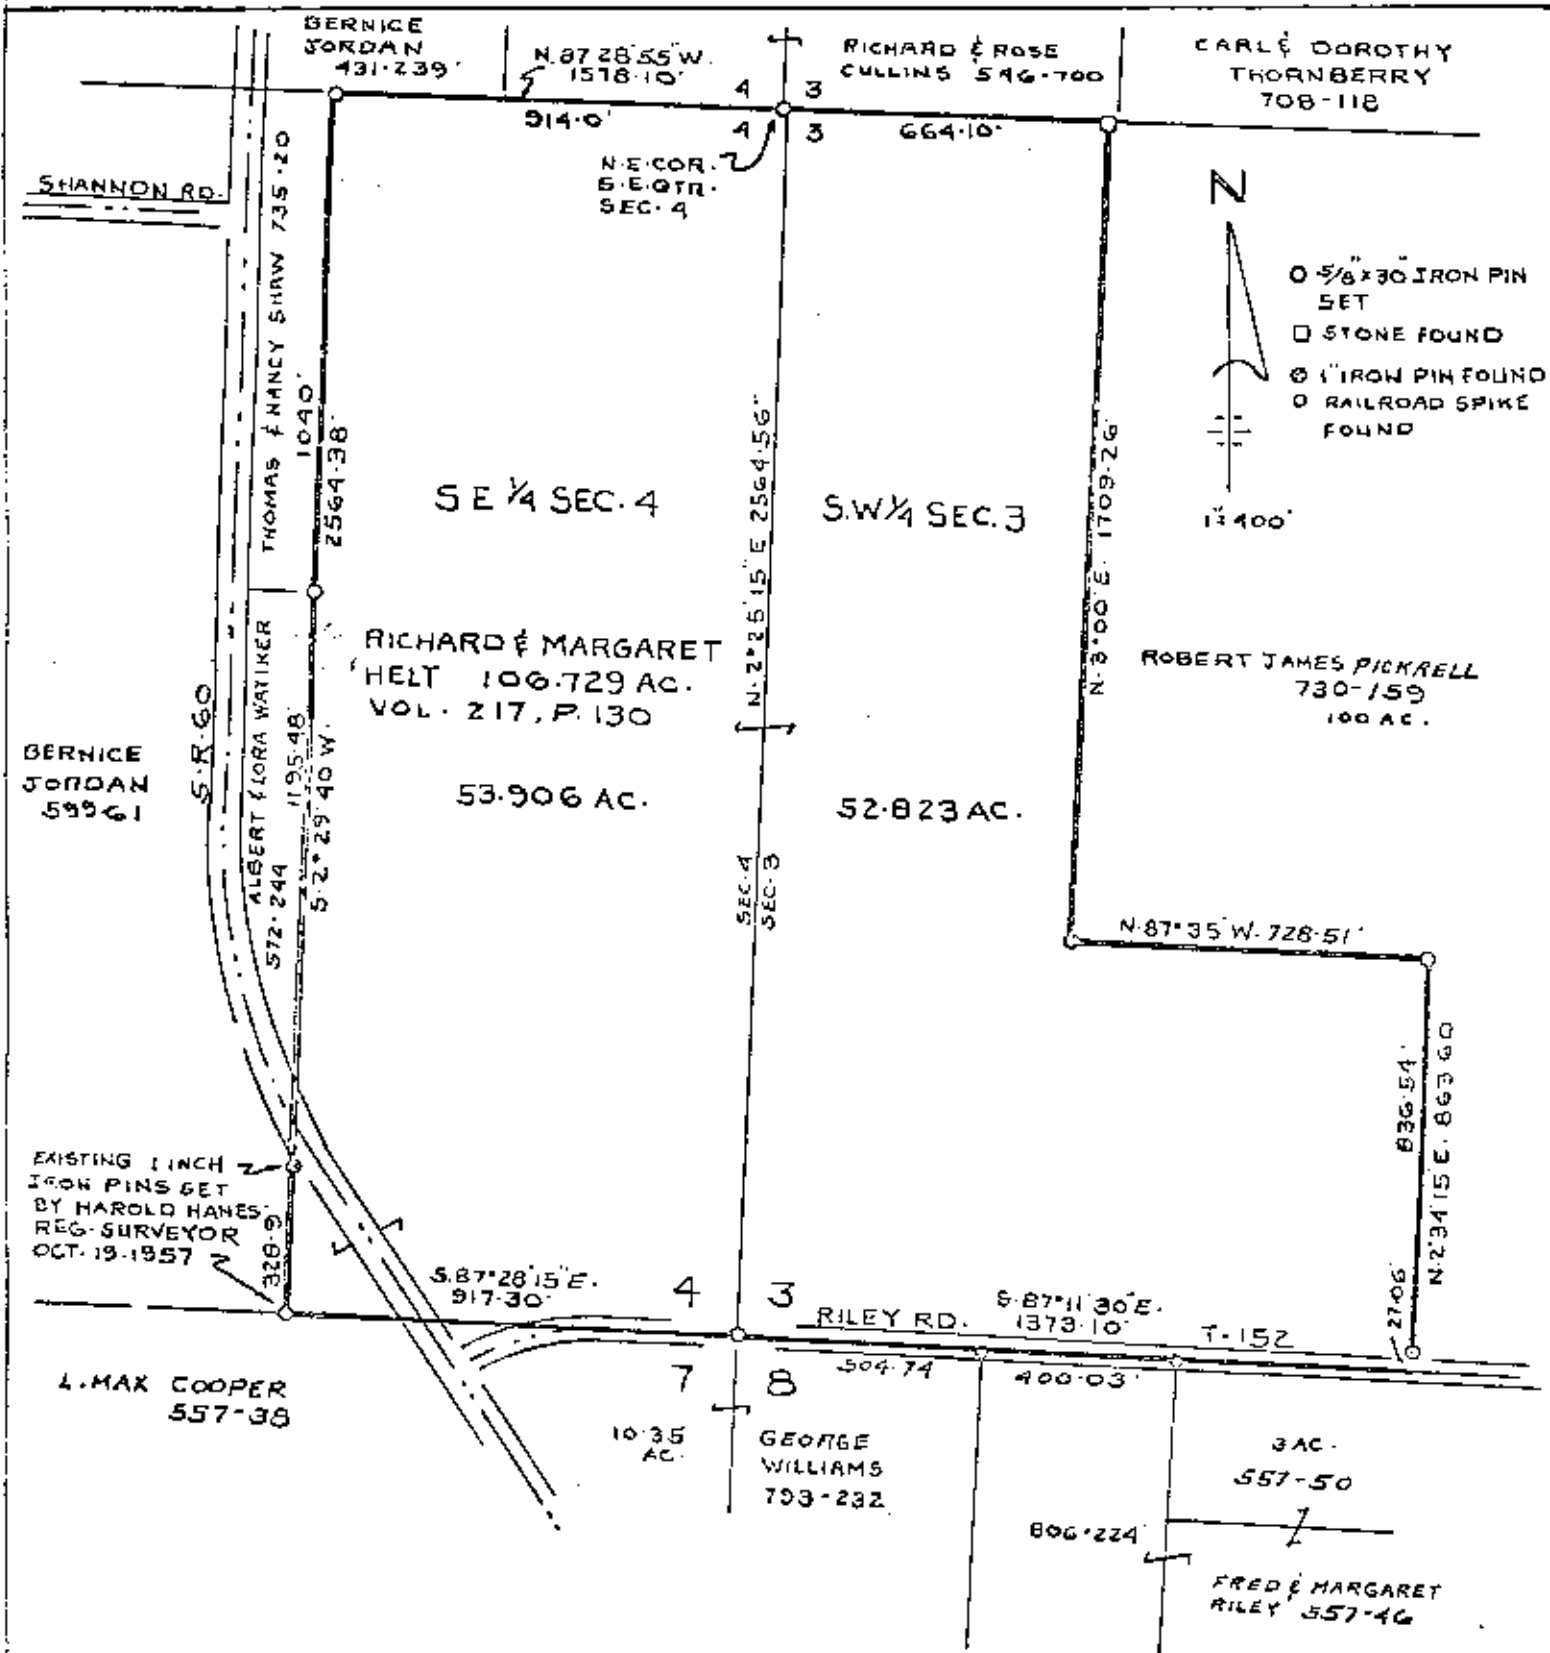 BERNICE
JORDAN
431-239
N.87 28'55"W.
1578.10'
RICHARD & ROSE
CULLINS 546-700
CARL & DOROTHY
THORNBERRY
708-118
4 3
4 3
914.0'
664.10'
N.E.COR.
S.E.QTR.
SEC. 4
SHANNON RD.
THOMAS & NANCY SHAW 735-20
1040'
2564.38'
N
O 5/8"x30" IRON PIN
SET
□ STONE FOUND
⊙ 1" IRON PIN FOUND
O RAILROAD SPIKE
FOUND
1"=400'
S E 1/4 SEC. 4
N.2°25'15"E 2564.56"
S.W 1/4 SEC. 3
N.3°00'E. 1709.26'
RICHARD & MARGARET
HELT 106.729 AC.
VOL. 217, P. 130
ROBERT JAMES PICKRELL
730-159
100 AC.
S.R.60
BERNICE
JORDAN
599-61
ALBERT & LORA WATIKER
572-244
1195.48'
S.2°29'40 W.
53.906 AC.
52.823 AC.
SEC. 4
SEC. 3
N.87°35'W. 728.51'
836.54'
N.2°34'15"E. 863.60
27.06'
EXISTING 1 INCH
IRON PINS SET
BY HAROLD HANES
REG. SURVEYOR
OCT. 19-1957
328.9
S.87°28'15"E.
917.30'
4 3
RILEY RD.
S.87°11'30"E.
1373.10'
T-152
504.74
400.03'
7 8
L. MAX COOPER
557-38
10.35
AC.
GEORGE
WILLIAMS
793-232
3 AC.
557-50
806-224
FRED & MARGARET
RILEY 557-46